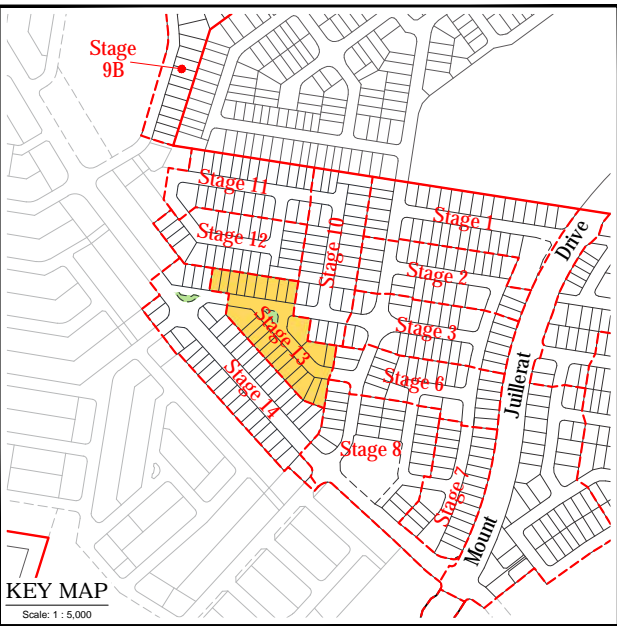 Stage
9B
Stage 11
Stage 12
Stage 10
Stage 1
Stage 2
Stage 3
Stage 13
Stage 6
Stage 14
Stage 8
Stage 7
Mount Juillerat Drive
KEY MAP
Scale: 1 : 5,000